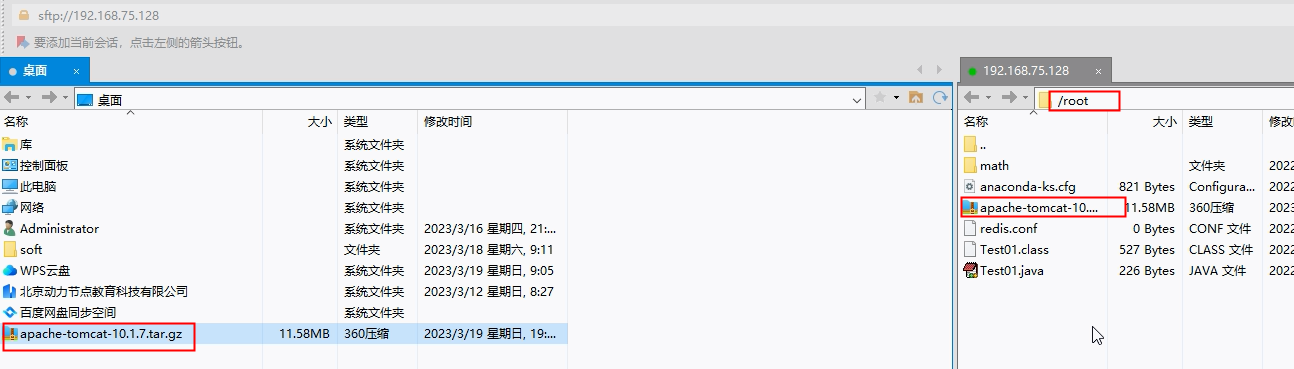 sftp://192.168.75.128
要添加当前会话，点击左侧的箭头按钮。
桌面 ×
桌面
名称 大小 类型 修改时间
库 系统文件夹
控制面板 系统文件夹
此电脑 系统文件夹
网络 系统文件夹
Administrator 系统文件夹 2023/3/16 星期四, 21:...
soft 文件夹 2023/3/18 星期六, 9:11
WPS云盘 系统文件夹 2023/3/19 星期日, 9:05
北京动力节点教育科技有限公司 系统文件夹 2023/3/12 星期日, 8:27
百度网盘同步空间 系统文件夹
apache-tomcat-10.1.7.tar.gz 11.58MB 360压缩 2023/3/19 星期日, 19:...
192.168.75.128 ×
/root
名称 大小 类型 修改
..
math 文件夹 2022
anaconda-ks.cfg 821 Bytes Configura... 2022
apache-tomcat-10.... 11.58MB 360压缩 2023
redis.conf 0 Bytes CONF 文件 2022
Test01.class 527 Bytes CLASS 文件 2022
Test01.java 226 Bytes JAVA 文件 2022